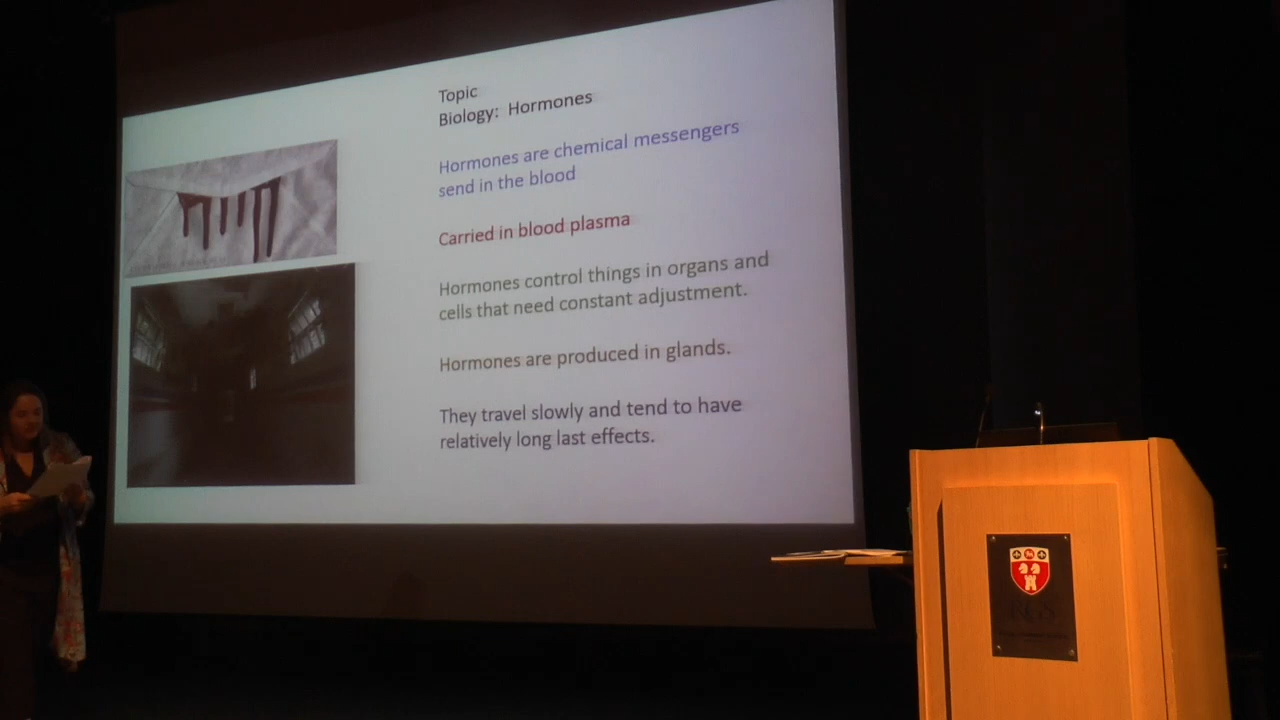 Topic
Biology: Hormones
Hormones are chemical messengers
send in the blood
Carried in blood plasma
Hormones control things in organs and
cells that need constant adjustment.
Hormones are produced in glands.
They travel slowly and tend to have
relatively long last effects.